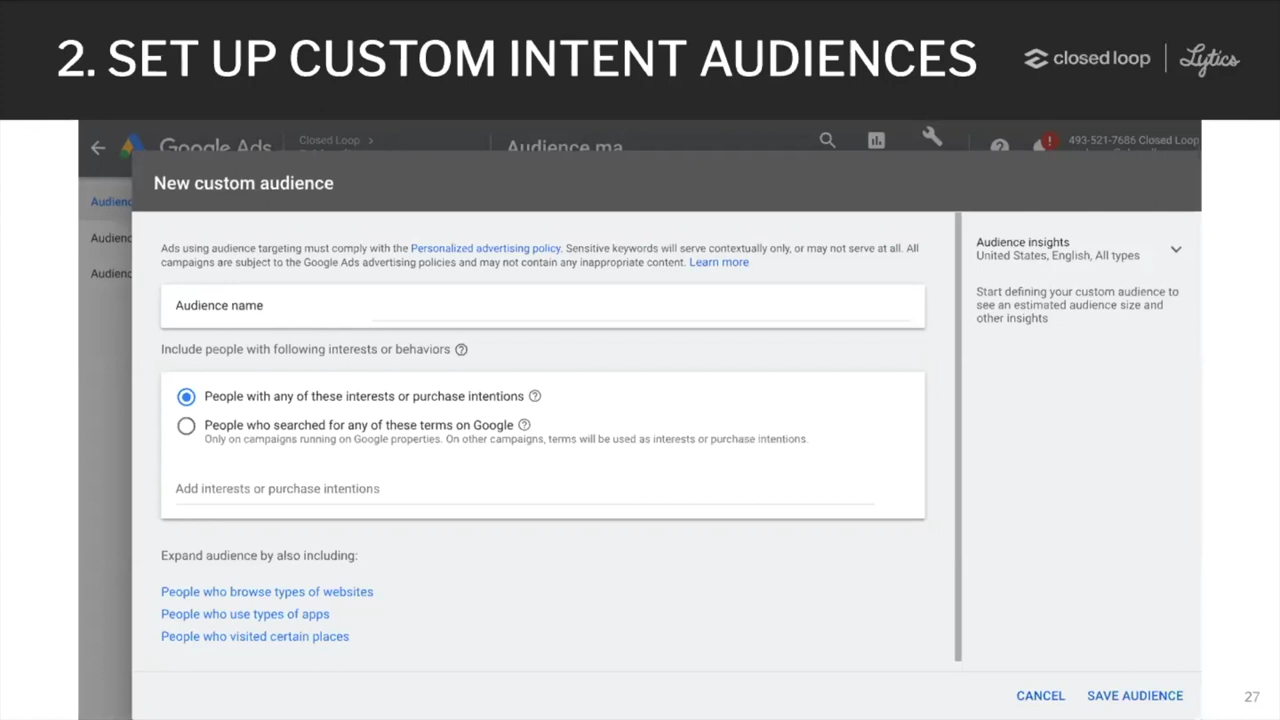 2. SET UP CUSTOM INTENT AUDIENCES
closed loop
Lytics
Google Ads
Closed Loop
Audience ma
493-521-7686 Closed Loop
New custom audience
Audienc
Audienc
Audienc
Ads using audience targeting must comply with the Personalized advertising policy. Sensitive keywords will serve contextually only, or may not serve at all. All
campaigns are subject to the Google Ads advertising policies and may not contain any inappropriate content. Learn more
Audience name
Include people with following interests or behaviors
People with any of these interests or purchase intentions
People who searched for any of these terms on Google
Only on campaigns running on Google properties. On other campaigns, terms will be used as interests or purchase intentions.
Add interests or purchase intentions
Expand audience by also including:
People who browse types of websites
People who use types of apps
People who visited certain places
Audience insights
United States, English, All types
Start defining your custom audience to
see an estimated audience size and
other insights
CANCEL
SAVE AUDIENCE
27